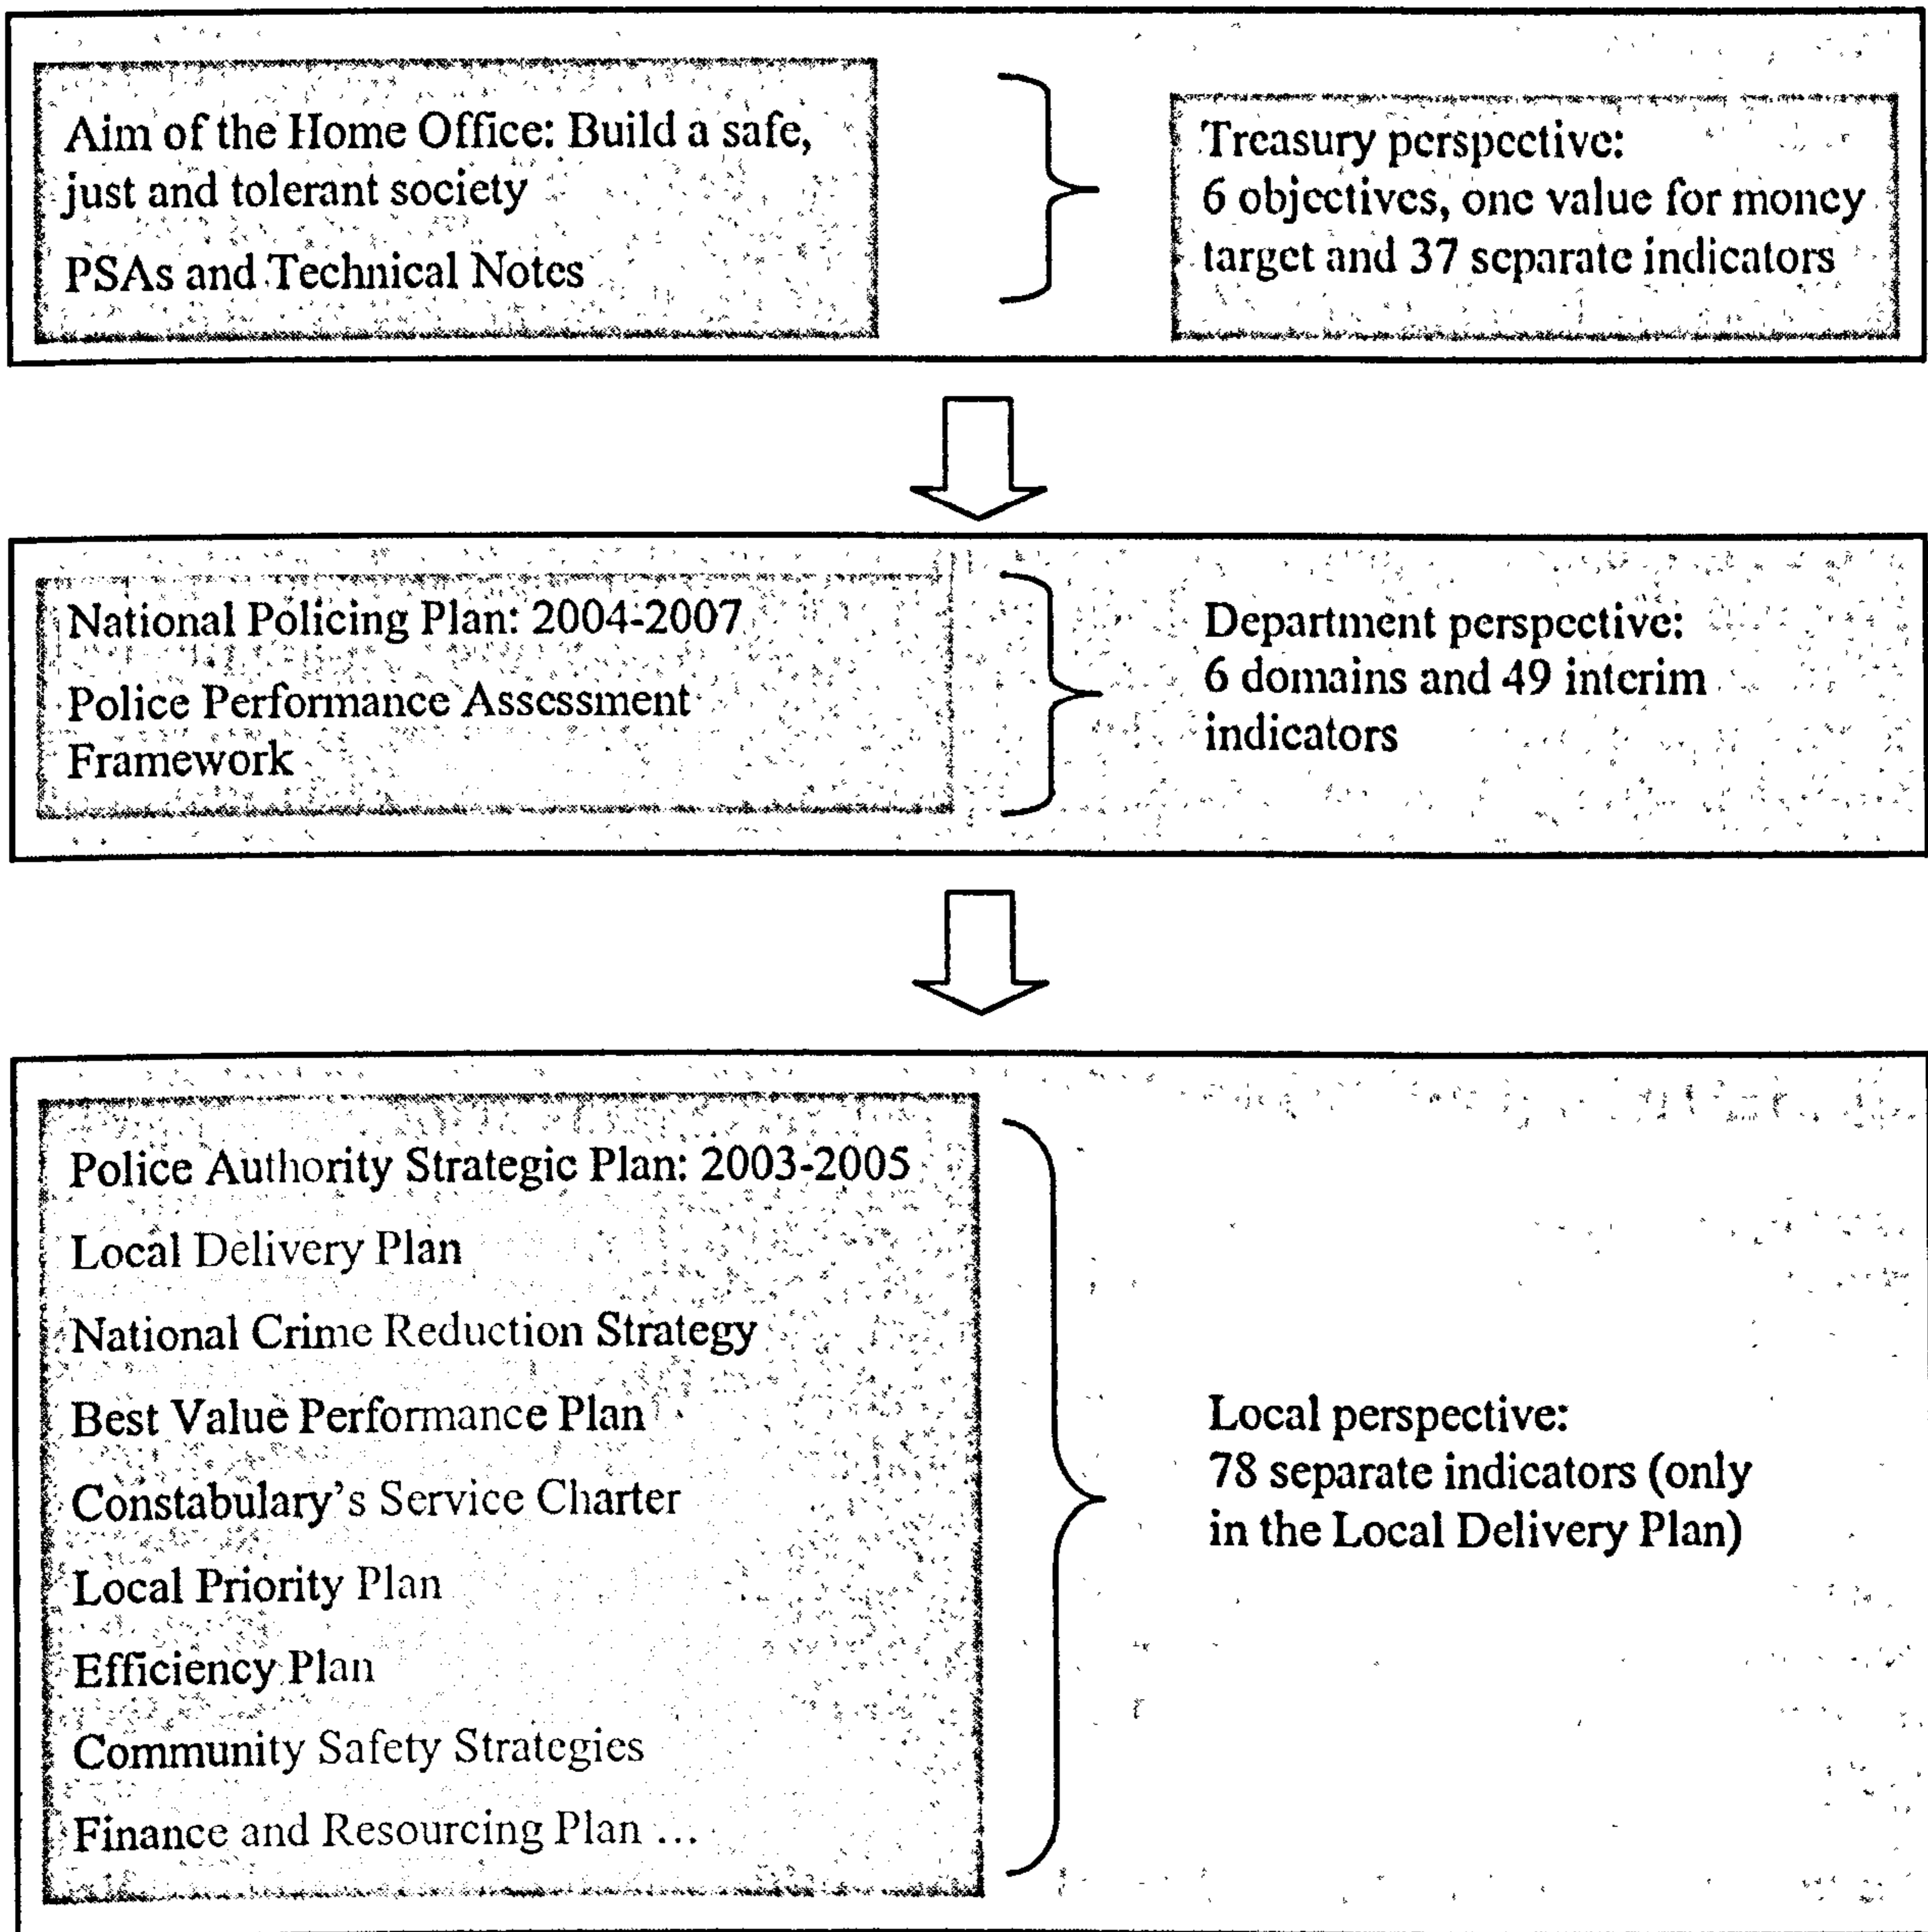 Aim of the Home Office: Build a safe,
just and tolerant society
PSAs and Technical Notes
Treasury perspective:
6 objectives, one value for money
target and 37 separate indicators
National Policing Plan: 2004-2007
Police Performance Assessment
Framework
Department perspective:
6 domains and 49 interim
indicators
Police Authority Strategic Plan: 2003-2005
Local Delivery Plan
National Crime Reduction Strategy
Best Value Performance Plan
Constabulary's Service Charter
Local Priority Plan
Efficiency Plan
Community Safety Strategies
Finance and Resourcing Plan ...
Local perspective:
78 separate indicators (only
in the Local Delivery Plan)